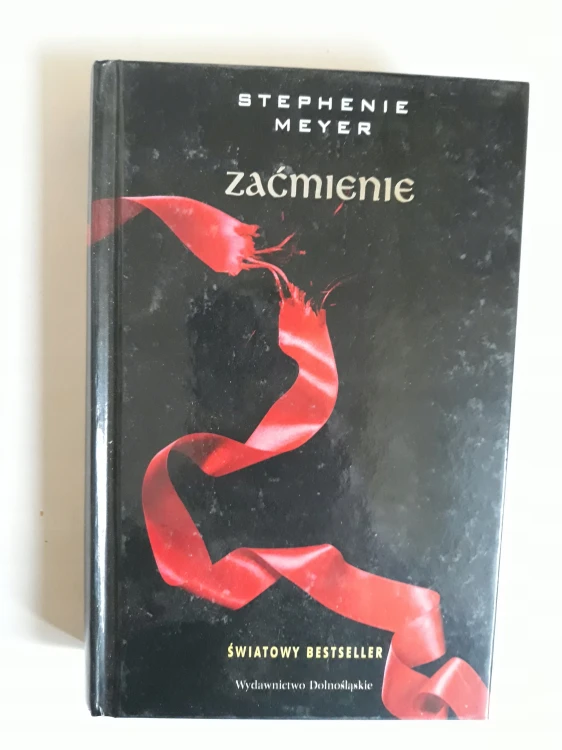 STEPHENIE
MEYER
ZAĆMIENIE
ŚWIATOWY BESTSELLER
Wydawnictwo Dolnośląskie